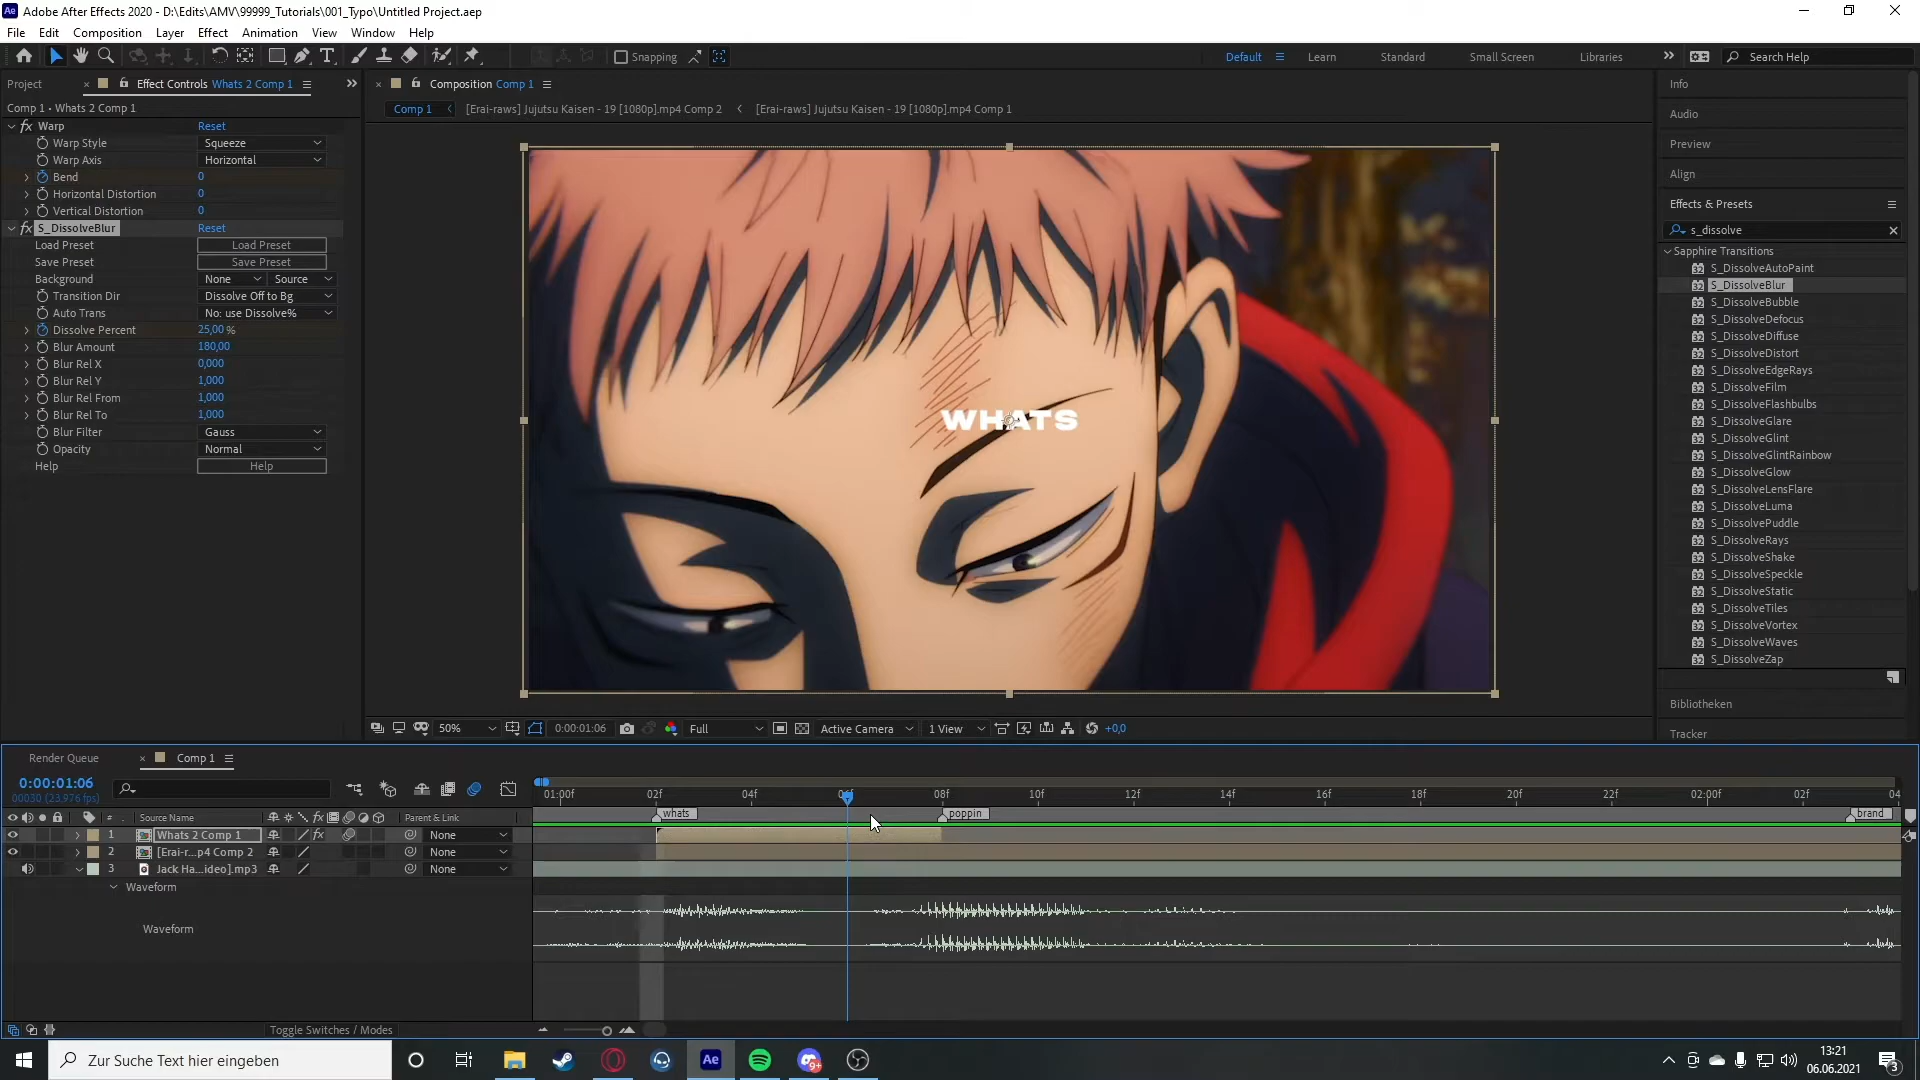 Adobe After Effects 2020 - D:\Edits\AMV\99999_Tutorials\001_Typo\Untitled Project.aep
File Edit Composition Layer Effect Animation View Window Help
Snapping Default Learn Standard Small Screen Libraries Search Help
Project Effect Controls Whats 2 Comp 1
Comp 1 • Whats 2 Comp 1
Warp Reset
Warp Style Squeeze
Warp Axis Horizontal
Bend 0
Horizontal Distortion 0
Vertical Distortion 0
S_DissolveBlur Reset
Load Preset Load Preset
Save Preset Save Preset
Background None Source
Transition Dir Dissolve Off to Bg
Auto Trans No: use Dissolve%
Dissolve Percent 25,00 %
Blur Amount 180,00
Blur Rel X 0,000
Blur Rel Y 1,000
Blur Rel From 1,000
Blur Rel To 1,000
Blur Filter Gauss
Opacity Normal
Help Help
Composition Comp 1
Comp 1 [Erai-raws] Jujutsu Kaisen - 19 [1080p].mp4 Comp 2 [Erai-raws] Jujutsu Kaisen - 19 [1080p].mp4 Comp 1
WHATS
50% 0:00:01:06 Full Active Camera 1 View +0,0
Info
Audio
Preview
Align
Effects & Presets
s_dissolve
Sapphire Transitions
S_DissolveAutoPaint
S_DissolveBlur
S_DissolveBubble
S_DissolveDefocus
S_DissolveDiffuse
S_DissolveDistort
S_DissolveEdgeRays
S_DissolveFilm
S_DissolveFlashbulbs
S_DissolveGlare
S_DissolveGlint
S_DissolveGlintRainbow
S_DissolveGlow
S_DissolveLensFlare
S_DissolveLuma
S_DissolvePuddle
S_DissolveRays
S_DissolveShake
S_DissolveSpeckle
S_DissolveStatic
S_DissolveTiles
S_DissolveVortex
S_DissolveWaves
S_DissolveZap
Bibliotheken
Tracker
Render Queue Comp 1
0:00:01:06
00030 (23,976 fps)
01:00f 02f 04f 08f 10f 12f 14f 16f 18f 20f 22f 02:00f 02f 04
whats poppin brand
# Source Name Parent & Link
1 Whats 2 Comp 1 None
2 [Erai-r...p4 Comp 2 None
3 Jack Ha...ideo].mp3 None
Waveform
Waveform
Toggle Switches / Modes
Zur Suche Text hier eingeben
Ae
9+
13:21
06.06.2021
3